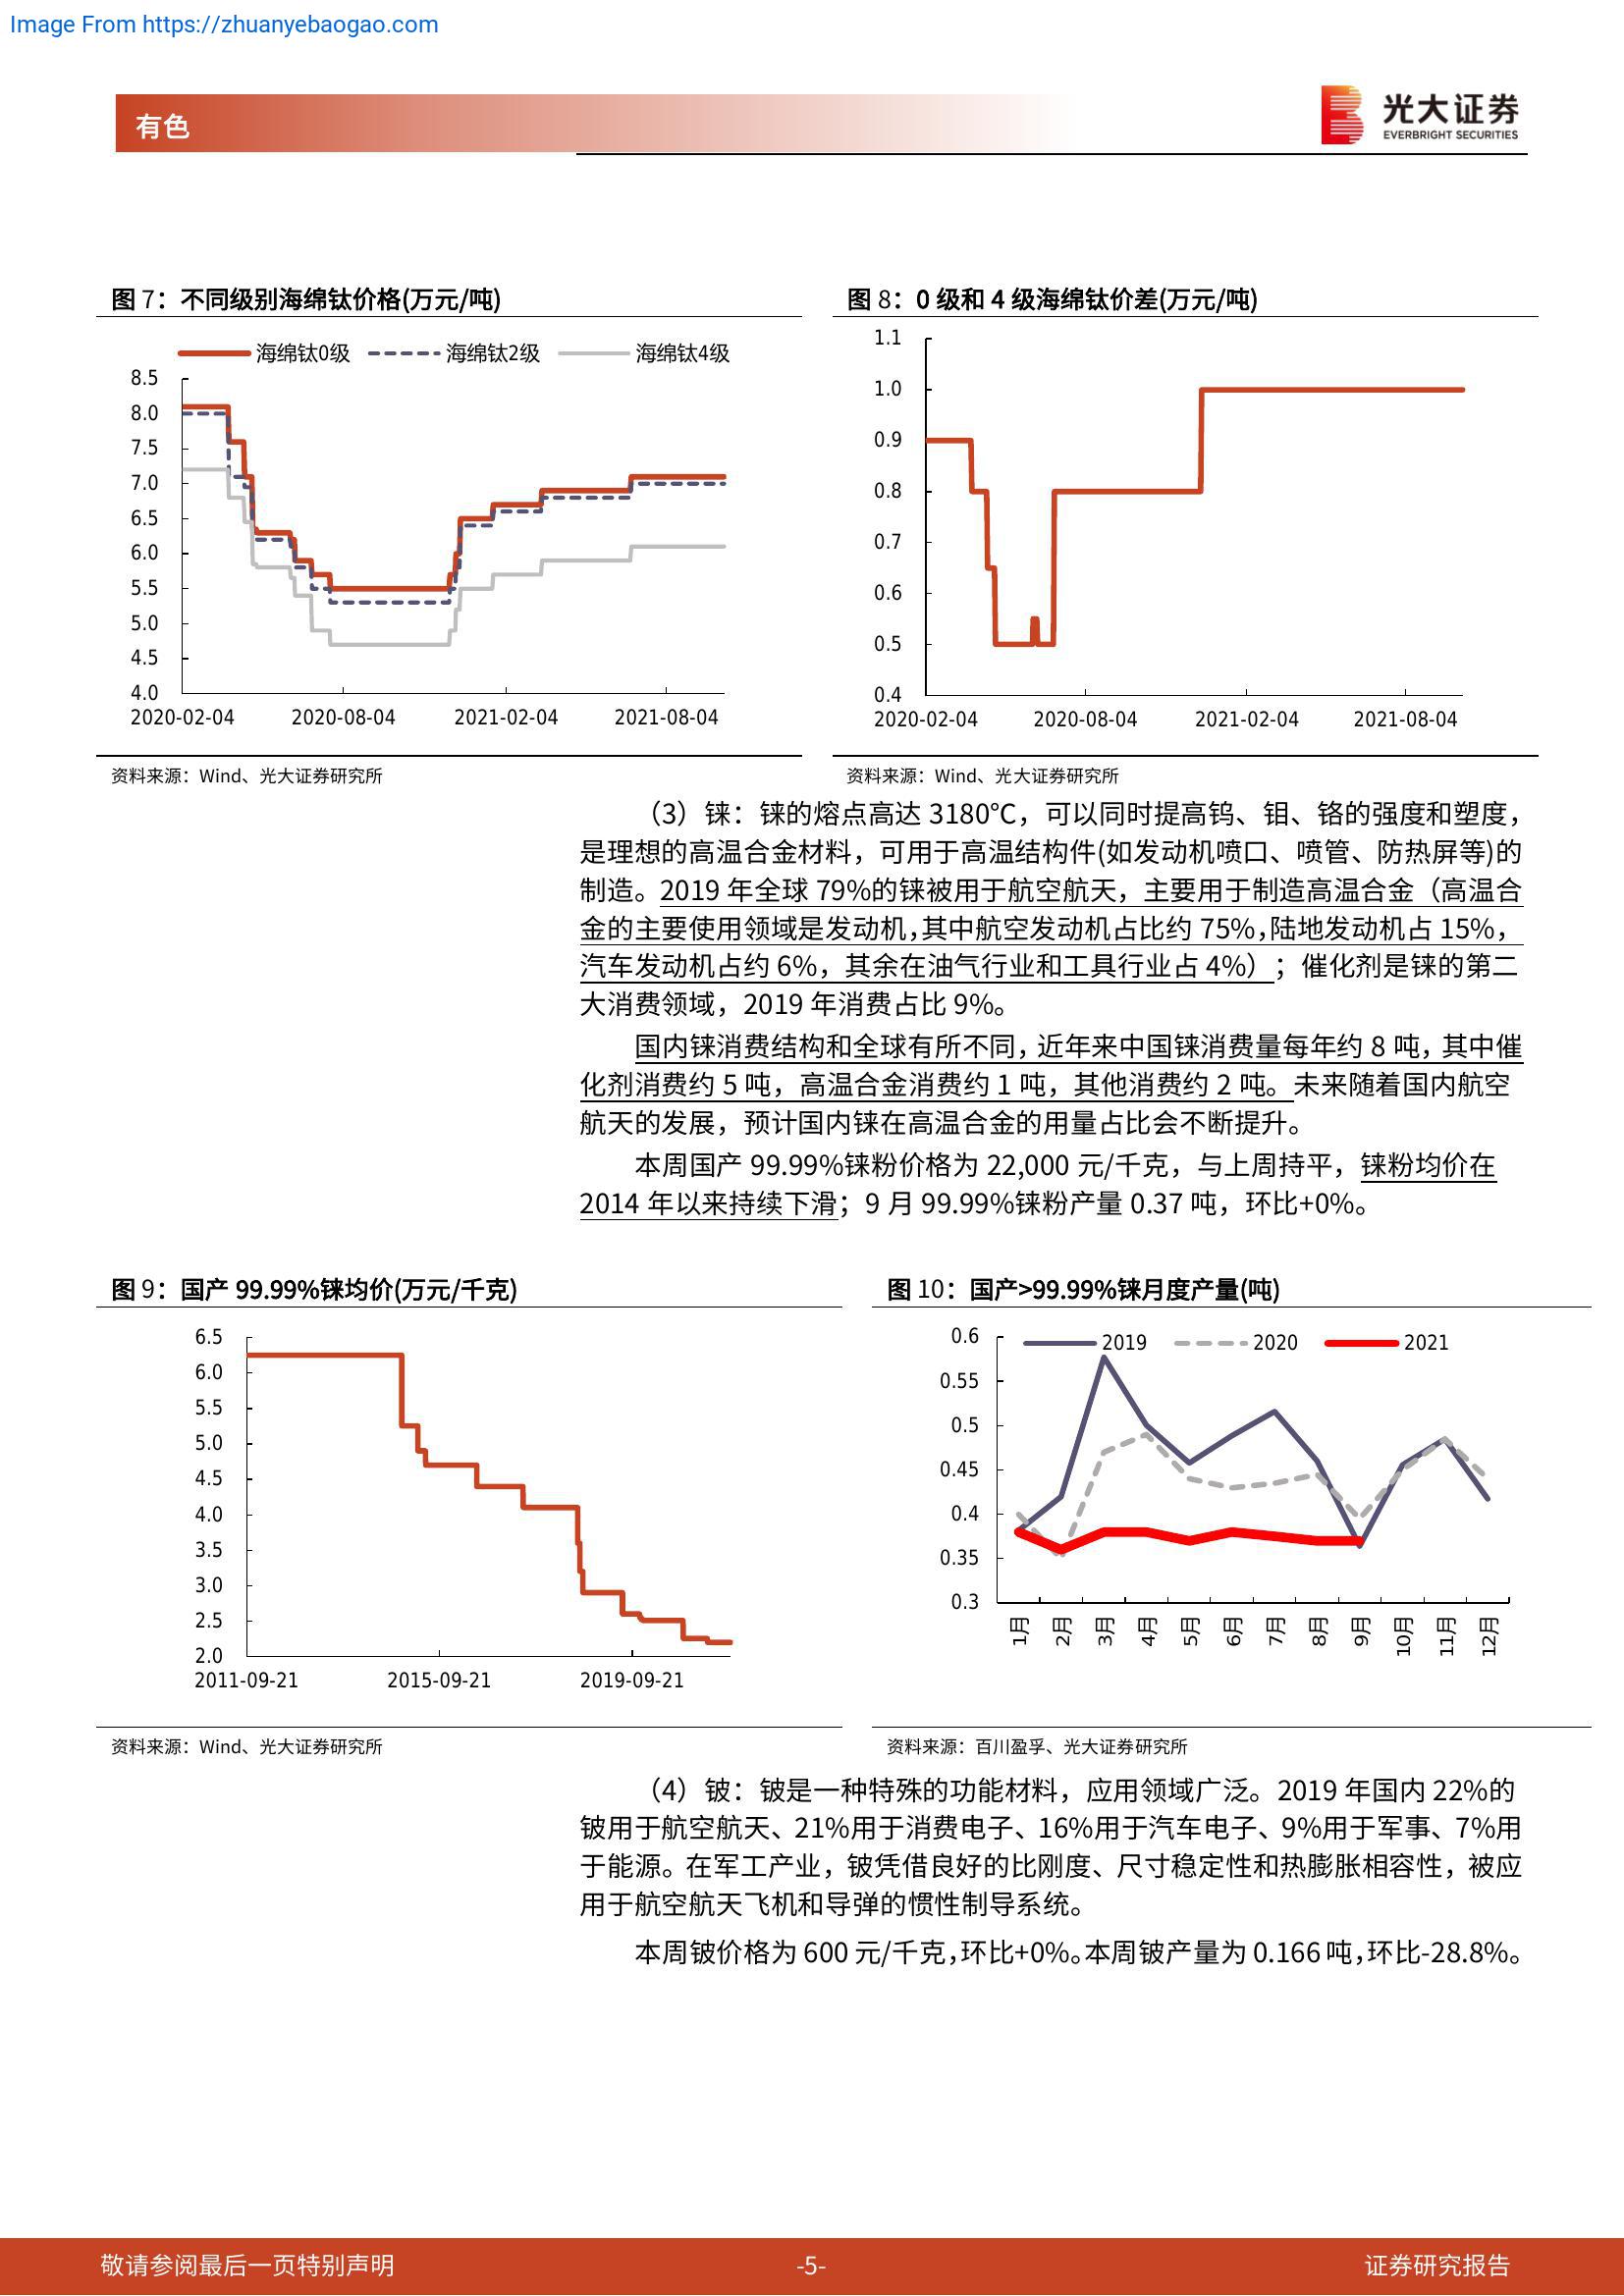 Image From https://zhuanyebaogao.com
有色
光大证券
EVERBRIGHT SECURITIES
图 7：不同级别海绵钛价格(万元/吨)
海绵钛0级 海绵钛2级 海绵钛4级
8.5
8.0
7.5
7.0
6.5
6.0
5.5
5.0
4.5
4.0
2020-02-04 2020-08-04 2021-02-04 2021-08-04
资料来源：Wind、光大证券研究所
图 8：0 级和 4 级海绵钛价差(万元/吨)
1.1
1.0
0.9
0.8
0.7
0.6
0.5
0.4
2020-02-04 2020-08-04 2021-02-04 2021-08-04
资料来源：Wind、光大证券研究所
（3）铼：铼的熔点高达 3180℃，可以同时提高钨、钼、铬的强度和塑度，
是理想的高温合金材料，可用于高温结构件(如发动机喷口、喷管、防热屏等)的
制造。2019 年全球 79%的铼被用于航空航天，主要用于制造高温合金（高温合
金的主要使用领域是发动机，其中航空发动机占比约 75%，陆地发动机占 15%，
汽车发动机占约 6%，其余在油气行业和工具行业占 4%）；催化剂是铼的第二
大消费领域，2019 年消费占比 9%。
国内铼消费结构和全球有所不同，近年来中国铼消费量每年约 8 吨，其中催
化剂消费约 5 吨，高温合金消费约 1 吨，其他消费约 2 吨。未来随着国内航空
航天的发展，预计国内铼在高温合金的用量占比会不断提升。
本周国产 99.99%铼粉价格为 22,000 元/千克，与上周持平，铼粉均价在
2014 年以来持续下滑；9 月 99.99%铼粉产量 0.37 吨，环比+0%。
图 9：国产 99.99%铼均价(万元/千克)
6.5
6.0
5.5
5.0
4.5
4.0
3.5
3.0
2.5
2.0
2011-09-21 2015-09-21 2019-09-21
资料来源：Wind、光大证券研究所
图 10：国产>99.99%铼月度产量(吨)
2019 2020 2021
0.6
0.55
0.5
0.45
0.4
0.35
0.3
1月 2月 3月 4月 5月 6月 7月 8月 9月 10月 11月 12月
资料来源：百川盈孚、光大证券研究所
（4）铍：铍是一种特殊的功能材料，应用领域广泛。2019 年国内 22%的
铍用于航空航天、21%用于消费电子、16%用于汽车电子、9%用于军事、7%用
于能源。在军工产业，铍凭借良好的比刚度、尺寸稳定性和热膨胀相容性，被应
用于航空航天飞机和导弹的惯性制导系统。
本周铍价格为 600 元/千克，环比+0%。本周铍产量为 0.166 吨，环比-28.8%。
敬请参阅最后一页特别声明 -5- 证券研究报告